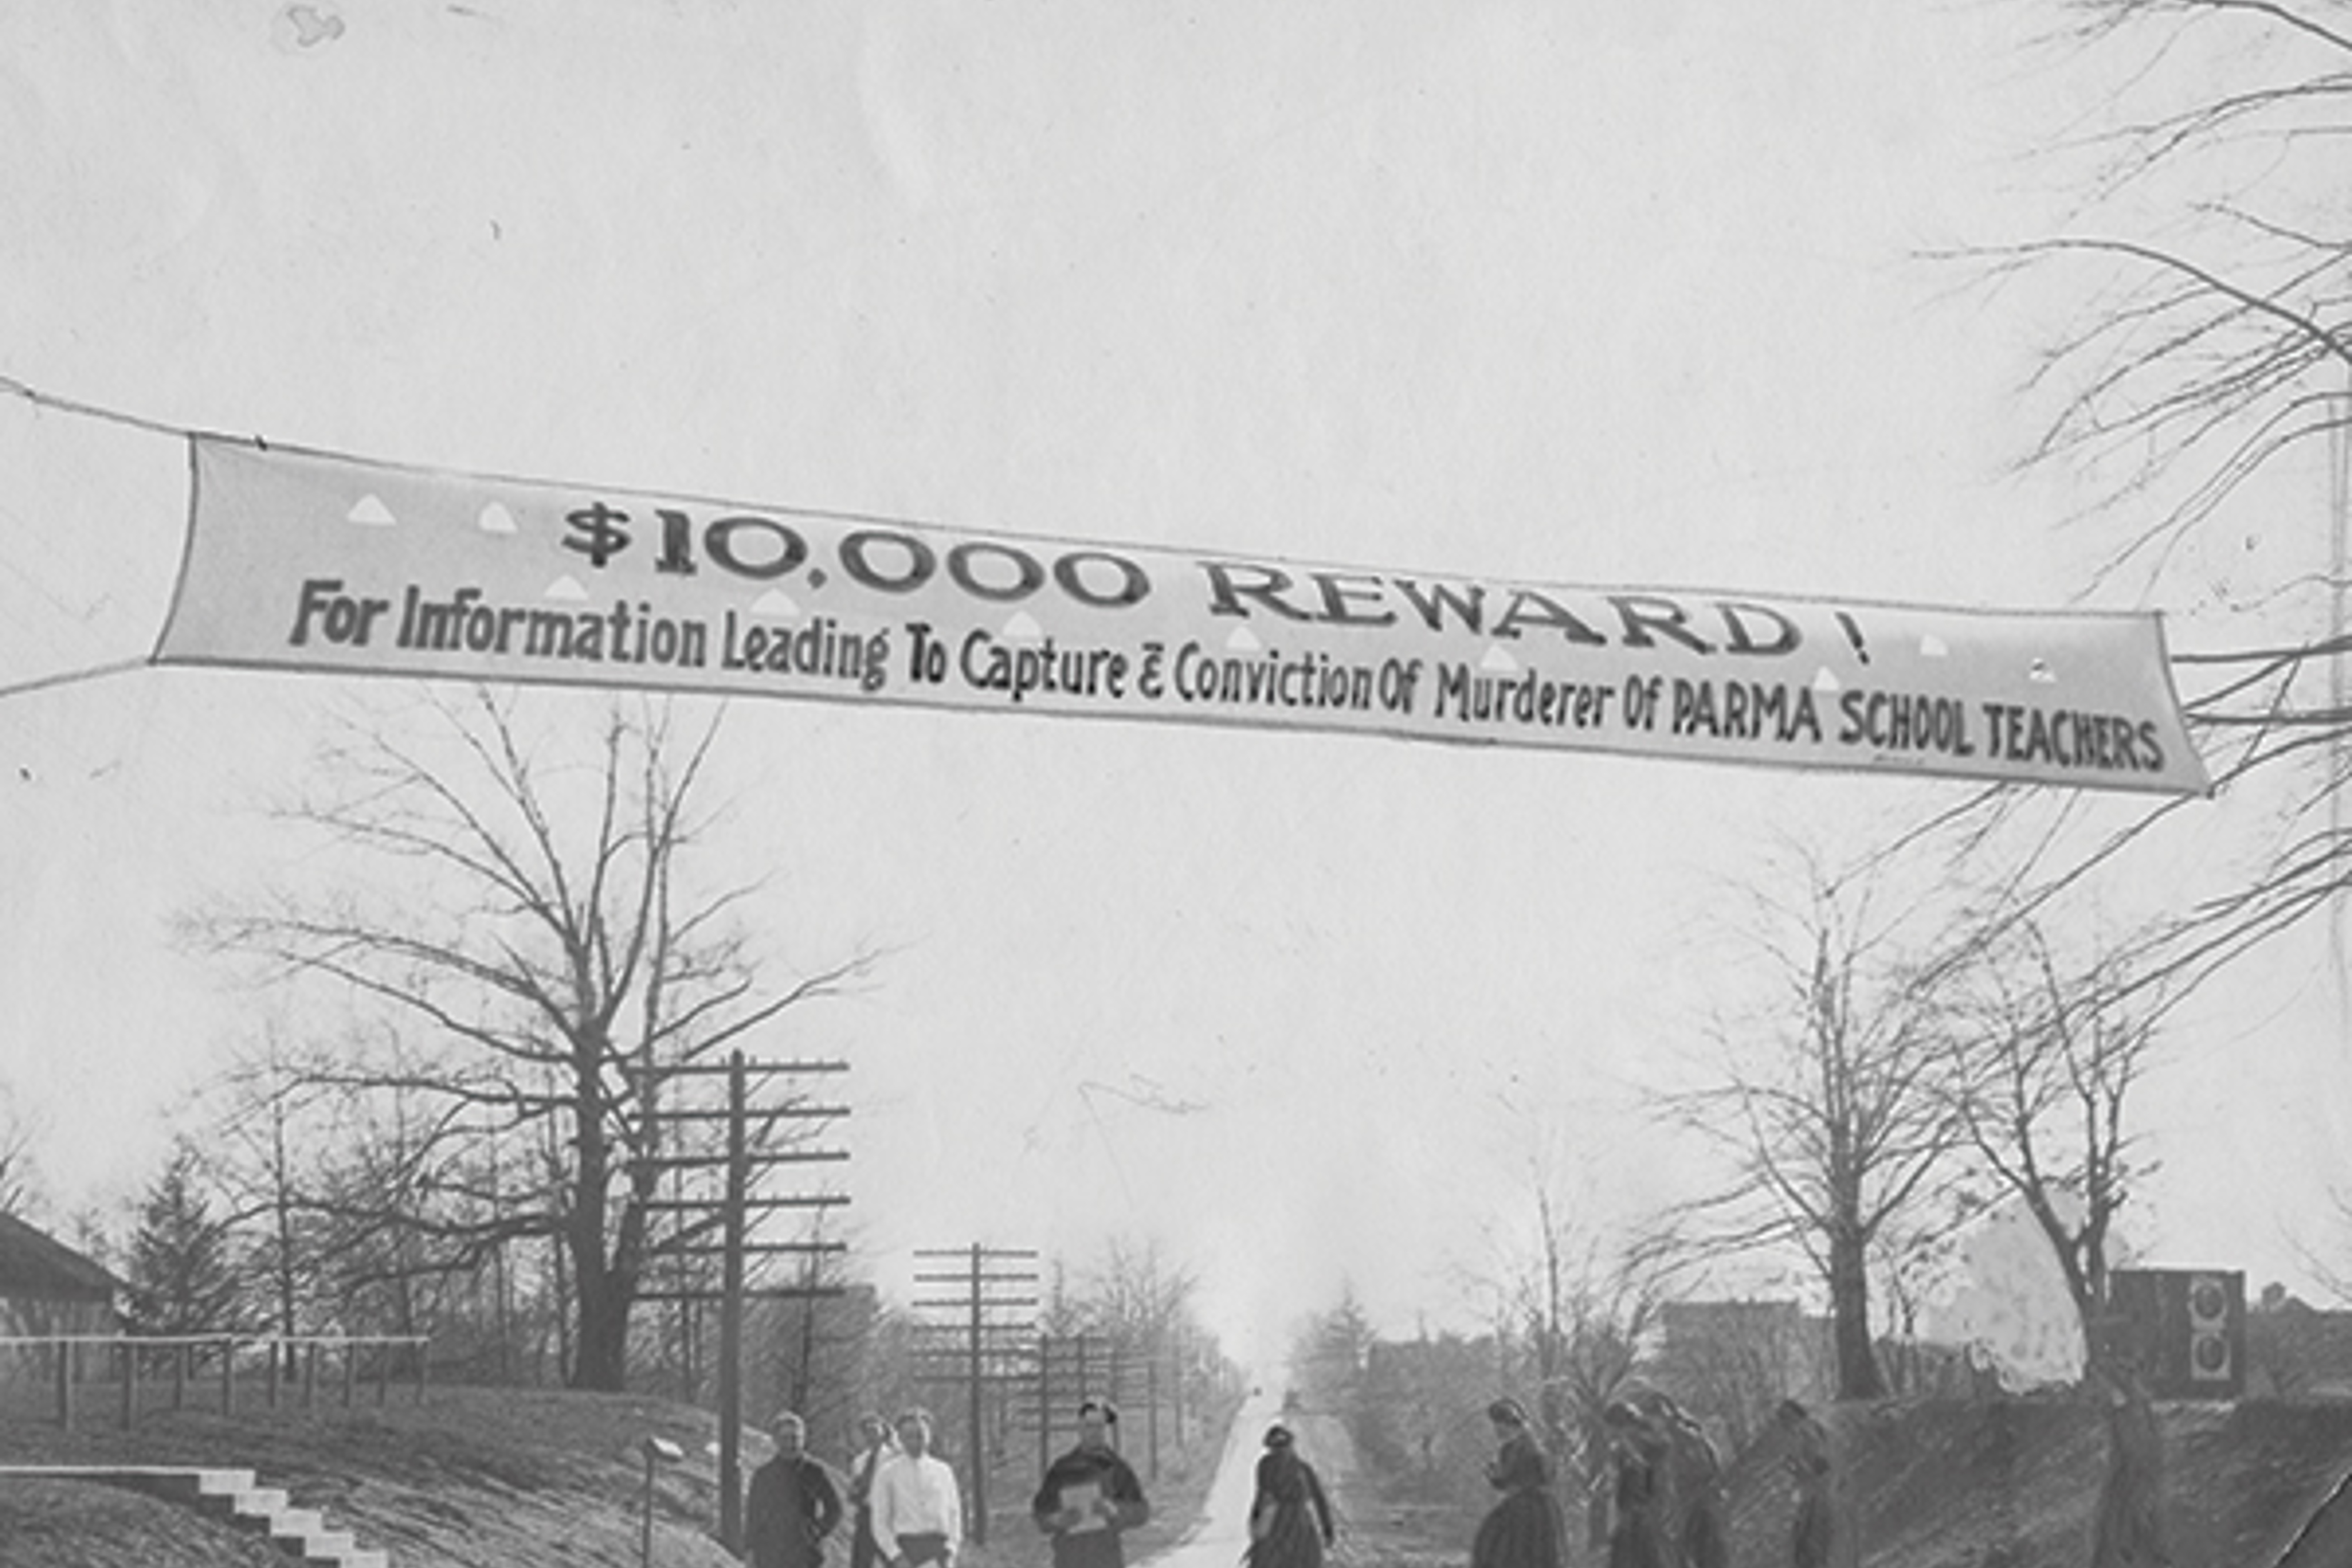 $10,000 REWARD!
For Information Leading To Capture & Conviction Of Murderer Of PARMA SCHOOL TEACHERS